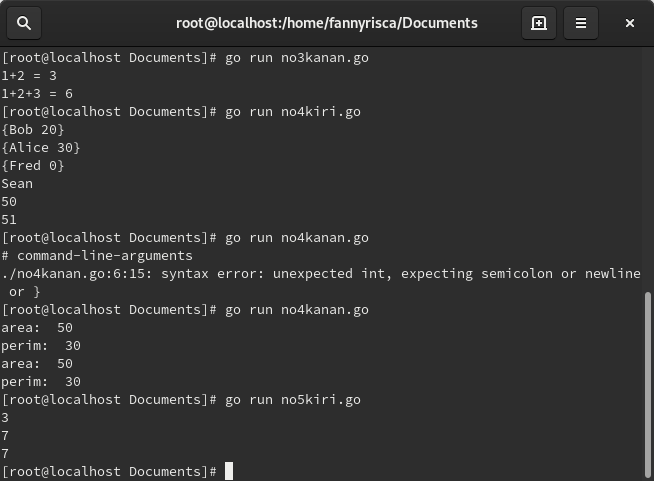 root@localhost:/home/fannyrisca/Documents
[root@localhost Documents]# go run no3kanan.go
1+2 = 3
1+2+3 = 6
[root@localhost Documents]# go run no4kiri.go
{Bob 20}
{Alice 30}
{Fred 0}
Sean
50
51
[root@localhost Documents]# go run no4kanan.go
# command-line-arguments
./no4kanan.go:6:15: syntax error: unexpected int, expecting semicolon or newline
 or }
[root@localhost Documents]# go run no4kanan.go
area:  50
perim:  30
area:  50
perim:  30
[root@localhost Documents]# go run no5kiri.go
3
7
7
[root@localhost Documents]#